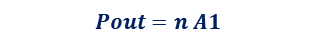 Pout = n A1